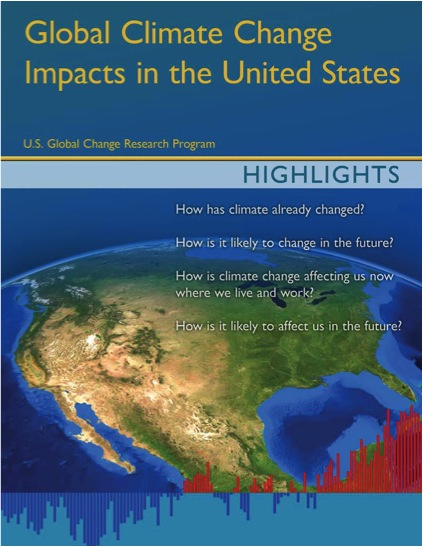 Global Climate Change
Impacts in the United States
U.S. Global Change Research Program
HIGHLIGHTS
How has climate already changed?
How is it likely to change in the future?
How is climate change affecting us now
where we live and work?
How is it likely to affect us in the future?